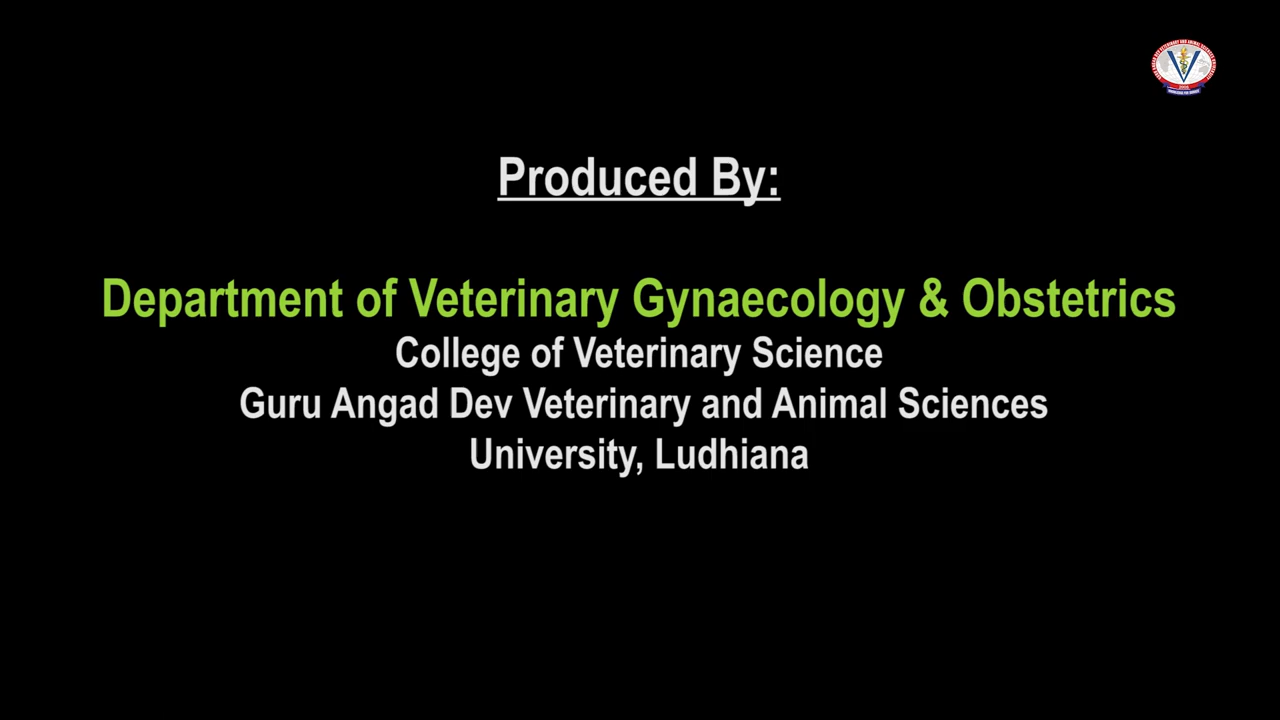 Produced By:
Department of Veterinary Gynaecology & Obstetrics
College of Veterinary Science
Guru Angad Dev Veterinary and Animal Sciences
University, Ludhiana